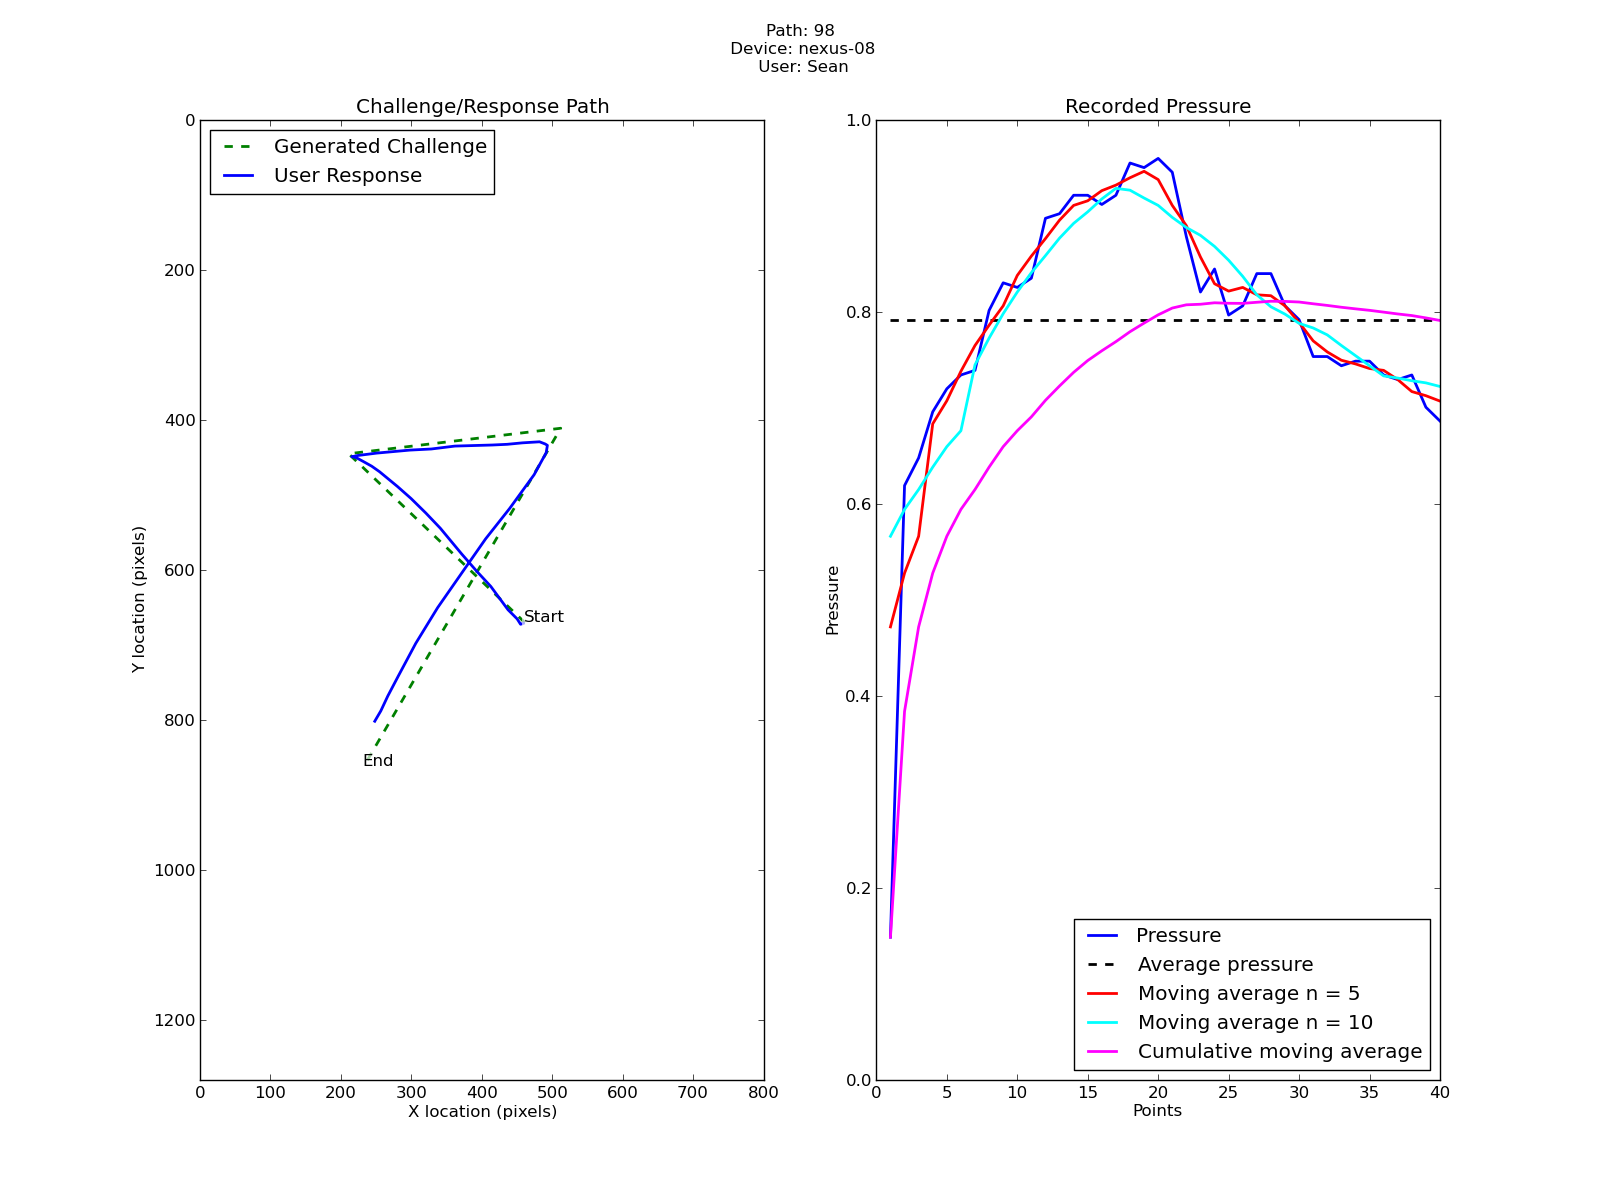 Path: 98
Device: nexus-08
User: Sean
Challenge/Response Path
Generated Challenge
User Response
0
200
400
600
800
1000
1200
Y location (pixels)
Start
End
0 100 200 300 400 500 600 700 800
X location (pixels)
Recorded Pressure
1.0
0.8
0.6
0.4
0.2
0.0
Pressure
Pressure
Average pressure
Moving average n = 5
Moving average n = 10
Cumulative moving average
0 5 10 15 20 25 30 35 40
Points